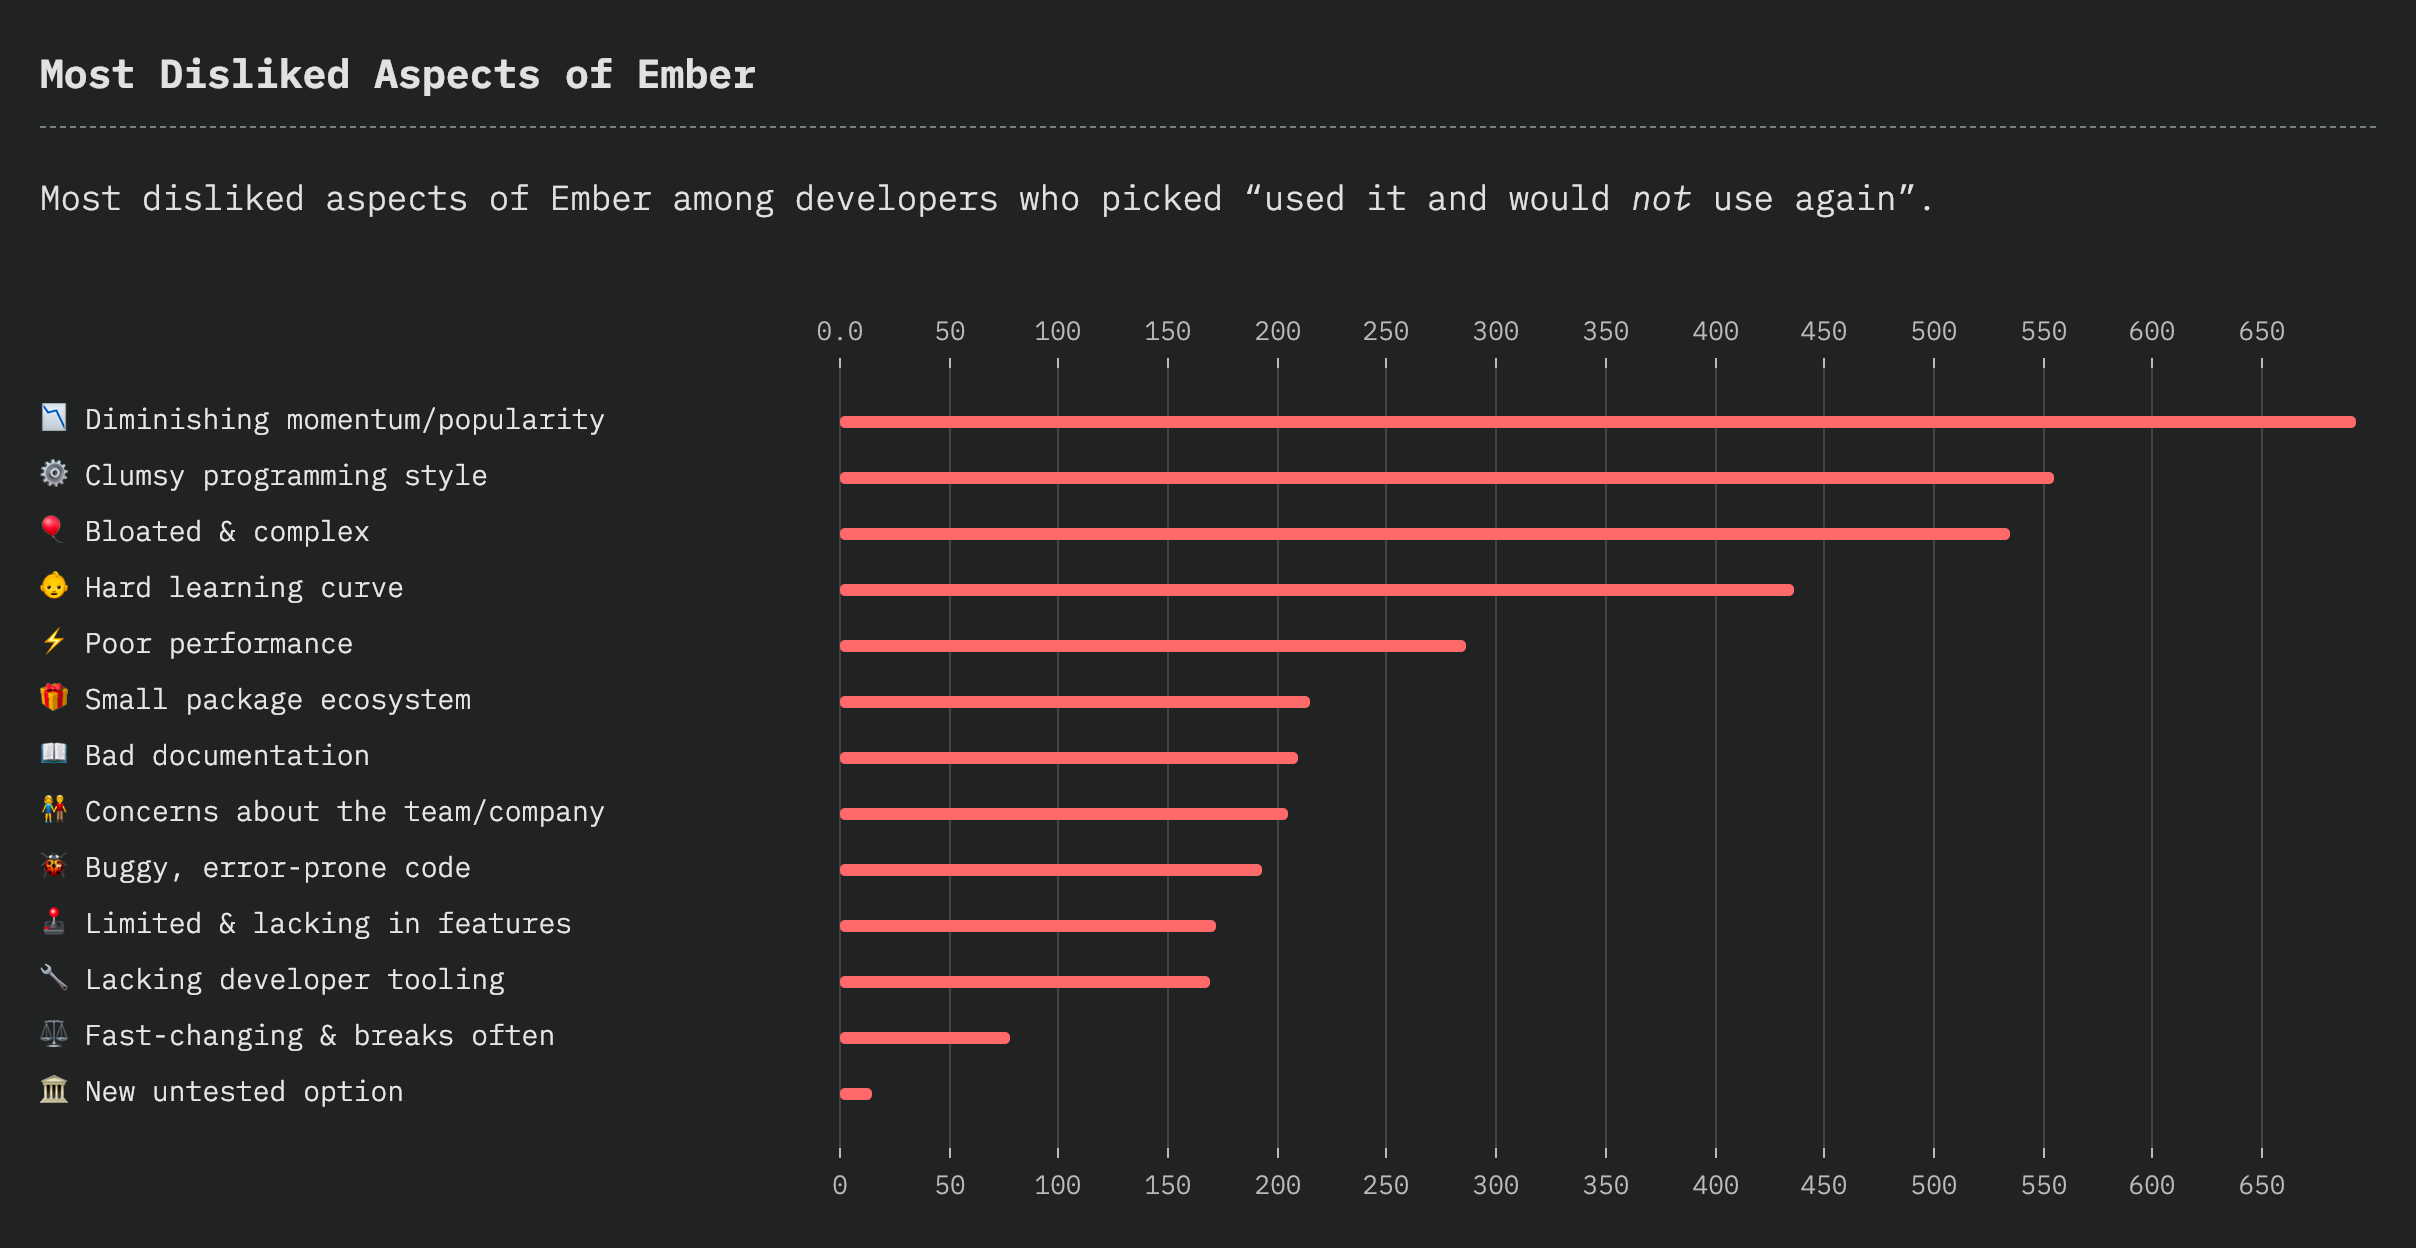 Most Disliked Aspects of Ember
Most disliked aspects of Ember among developers who picked “used it and would not use again”.
0.0 50 100 150 200 250 300 350 400 450 500 550 600 650
Diminishing momentum/popularity
Clumsy programming style
Bloated & complex
Hard learning curve
Poor performance
Small package ecosystem
Bad documentation
Concerns about the team/company
Buggy, error-prone code
Limited & lacking in features
Lacking developer tooling
Fast-changing & breaks often
New untested option
0 50 100 150 200 250 300 350 400 450 500 550 600 650